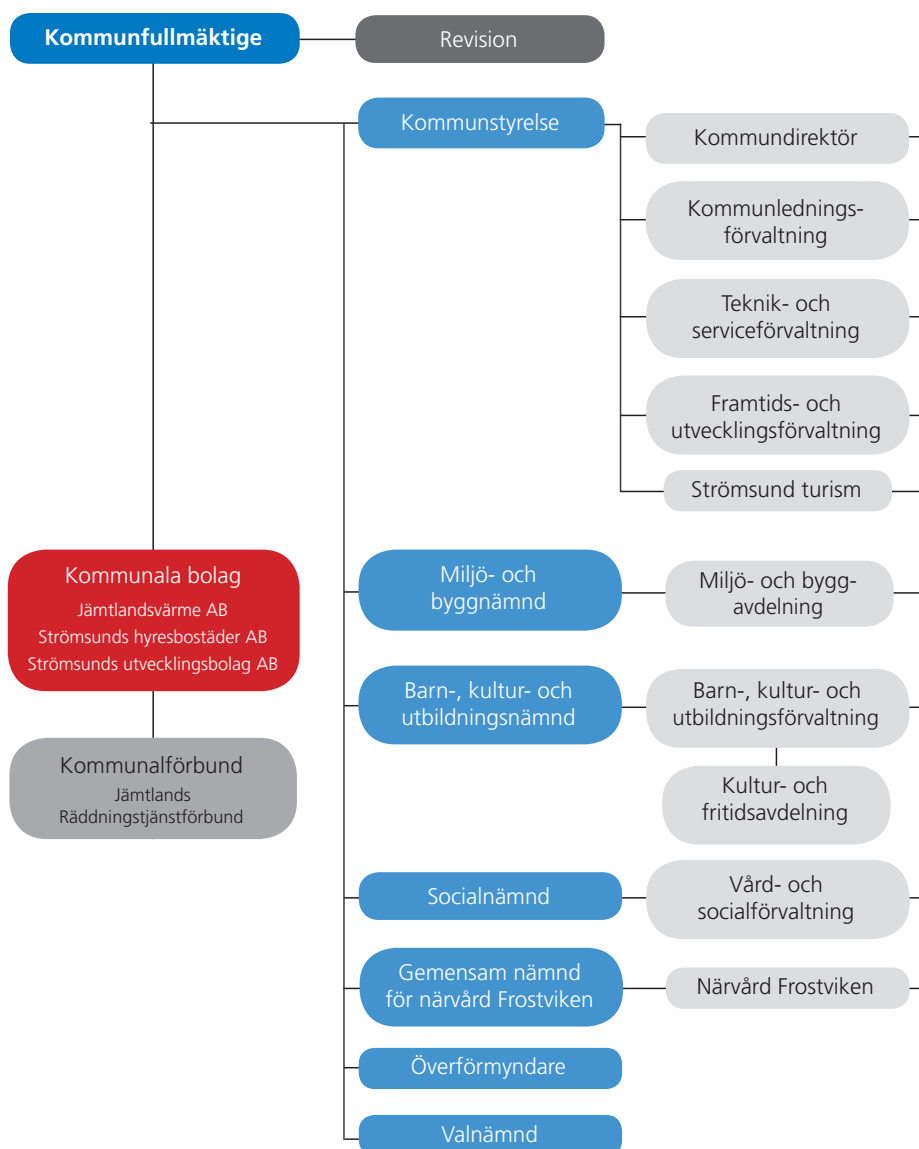 Kommunfullmäktige
Revision
Kommunstyrelse
Kommundirektör
Kommunlednings-
förvaltning
Teknik- och
serviceförvaltning
Framtids- och
utvecklingsförvaltning
Strömsund turism
Kommunala bolag
Jämtlandsvärme AB
Strömsunds hyresbostäder AB
Strömsunds utvecklingsbolag AB
Kommunalförbund
Jämtlands
Räddningstjänstförbund
Miljö- och
byggnämnd
Miljö- och bygg-
avdelning
Barn-, kultur- och
utbildningsnämnd
Barn-, kultur- och
utbildningsförvaltning
Kultur- och
fritidsavdelning
Socialnämnd
Vård- och
socialförvaltning
Gemensam nämnd
för närvård Frostviken
Närvård Frostviken
Överförmyndare
Valnämnd